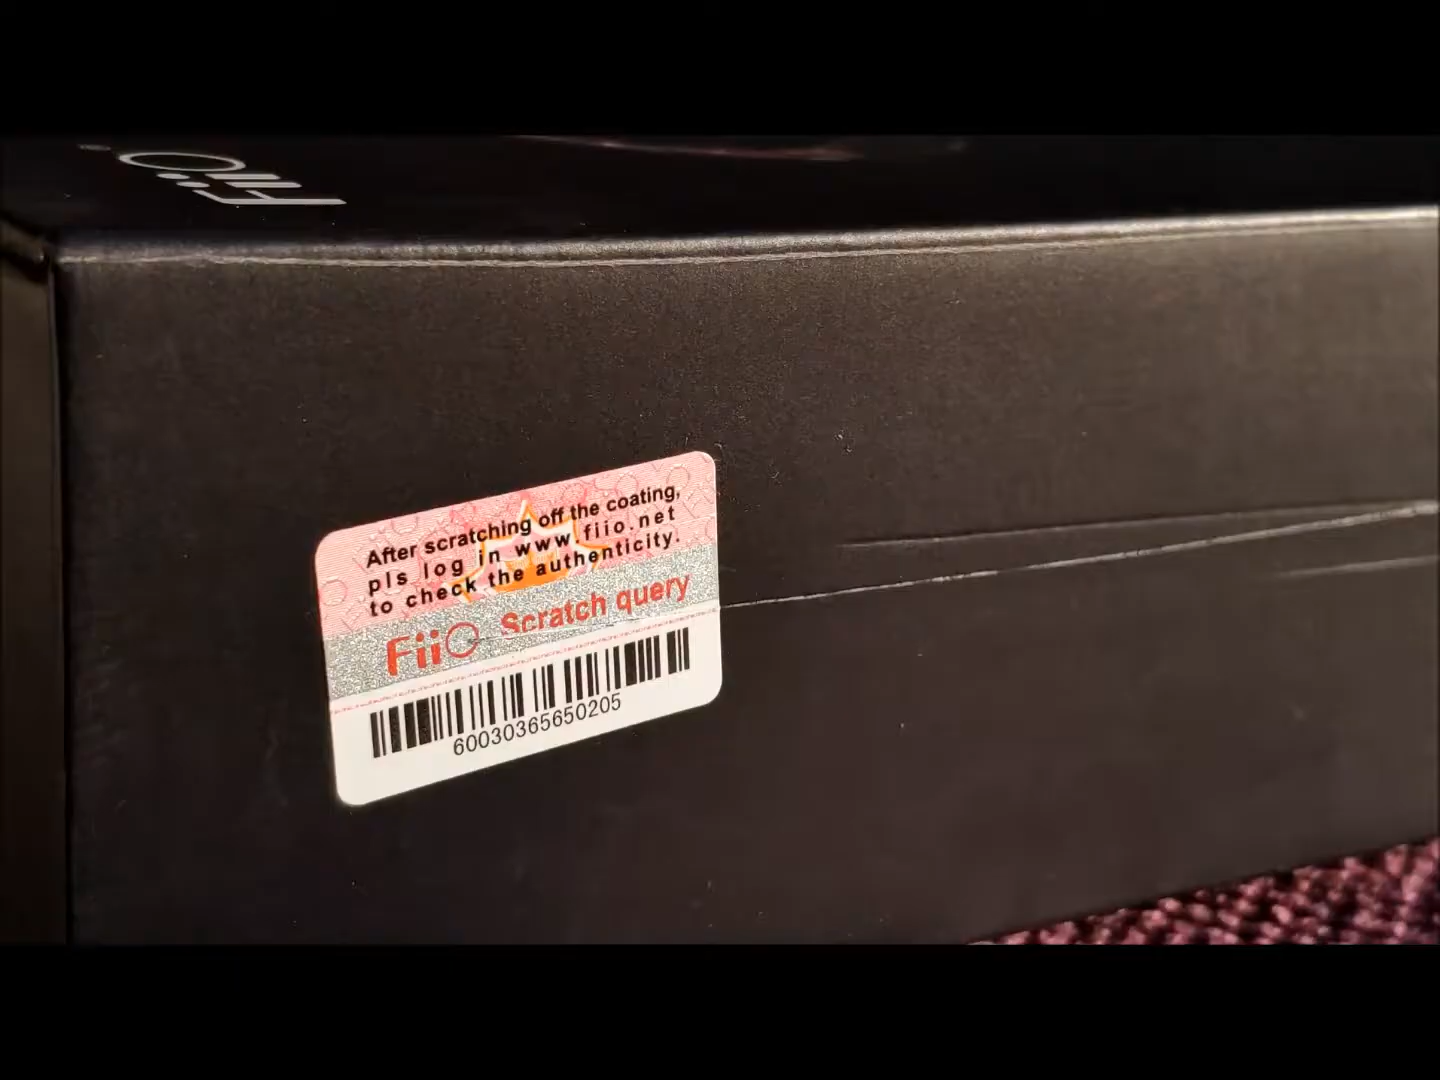 FiiO
After scratching off the coating,
pls log in www.fiio.net
to check the authenticity.
FiiO Scratch query
60030365650205